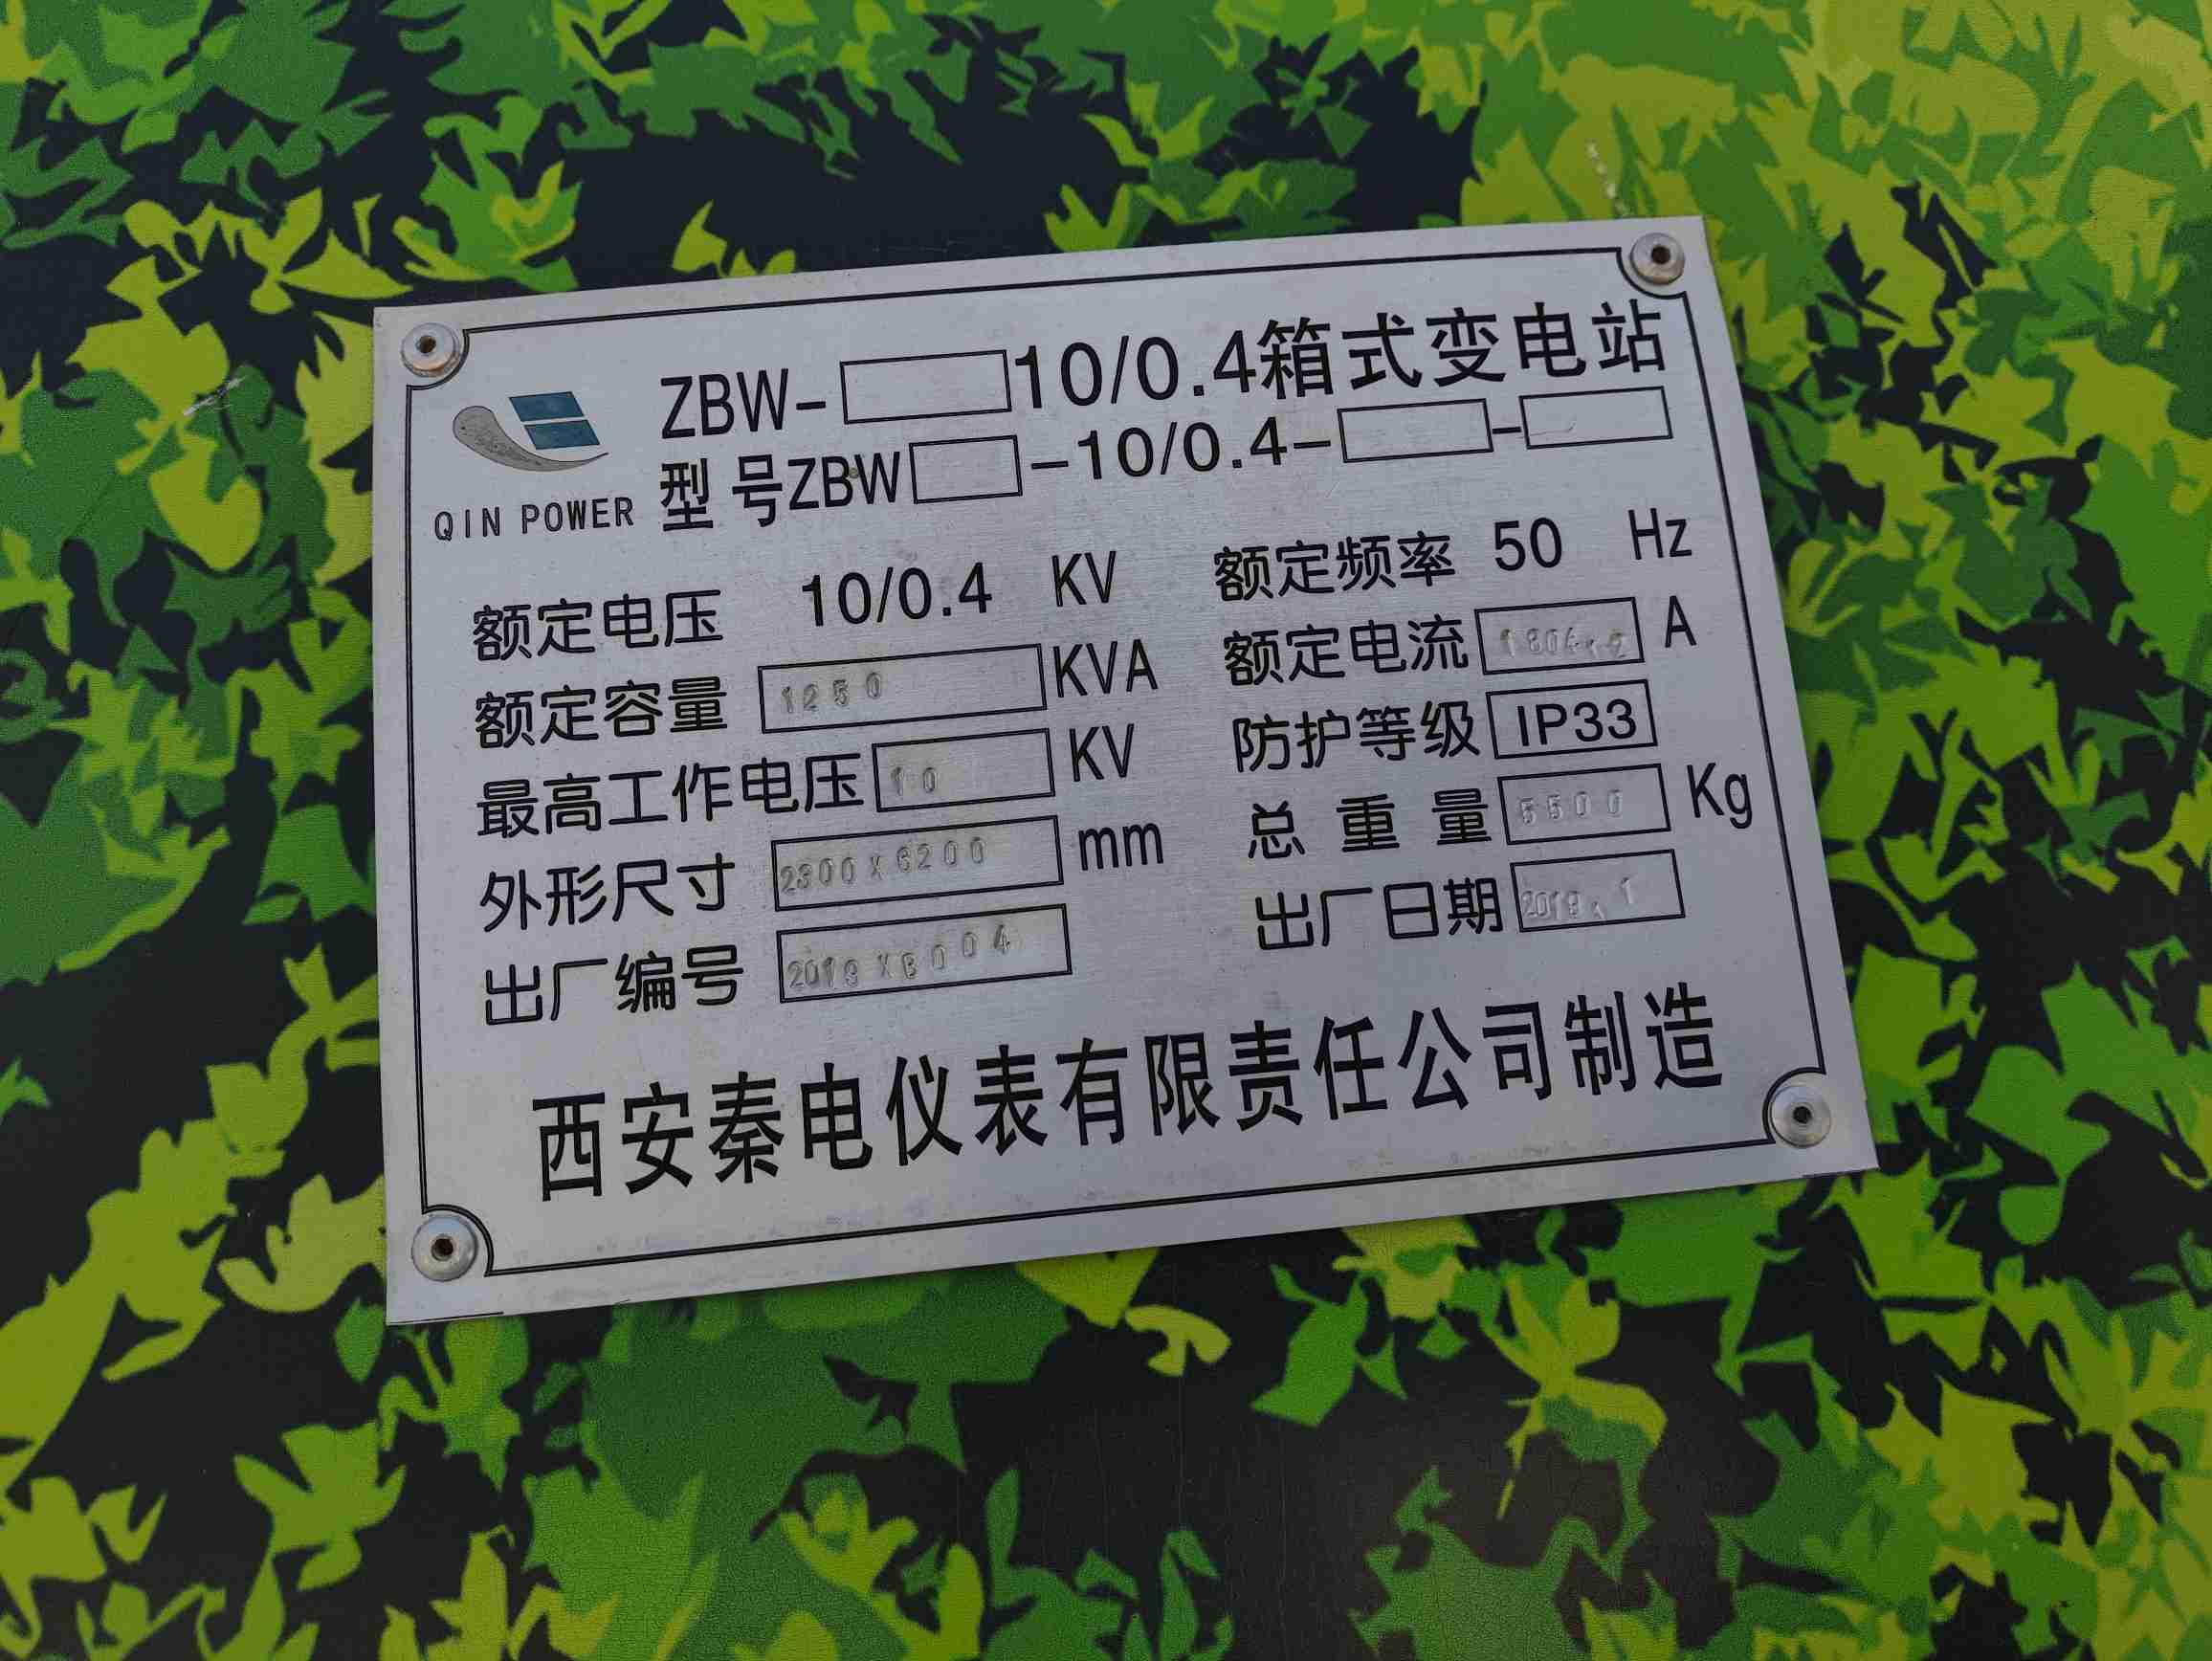 ZBW-10/0.4箱式变电站
QIN POWER
型号ZBW -10/0.4- -
额定电压 10/0.4 KV 额定频率 50 Hz
额定容量 1250 KVA 额定电流 1804.2 A
最高工作电压 10 KV 防护等级 IP33
外形尺寸 2300X6200 mm 总重量 5500 Kg
出厂编号 2019XB004 出厂日期 2019.1
西安秦电仪表有限责任公司制造